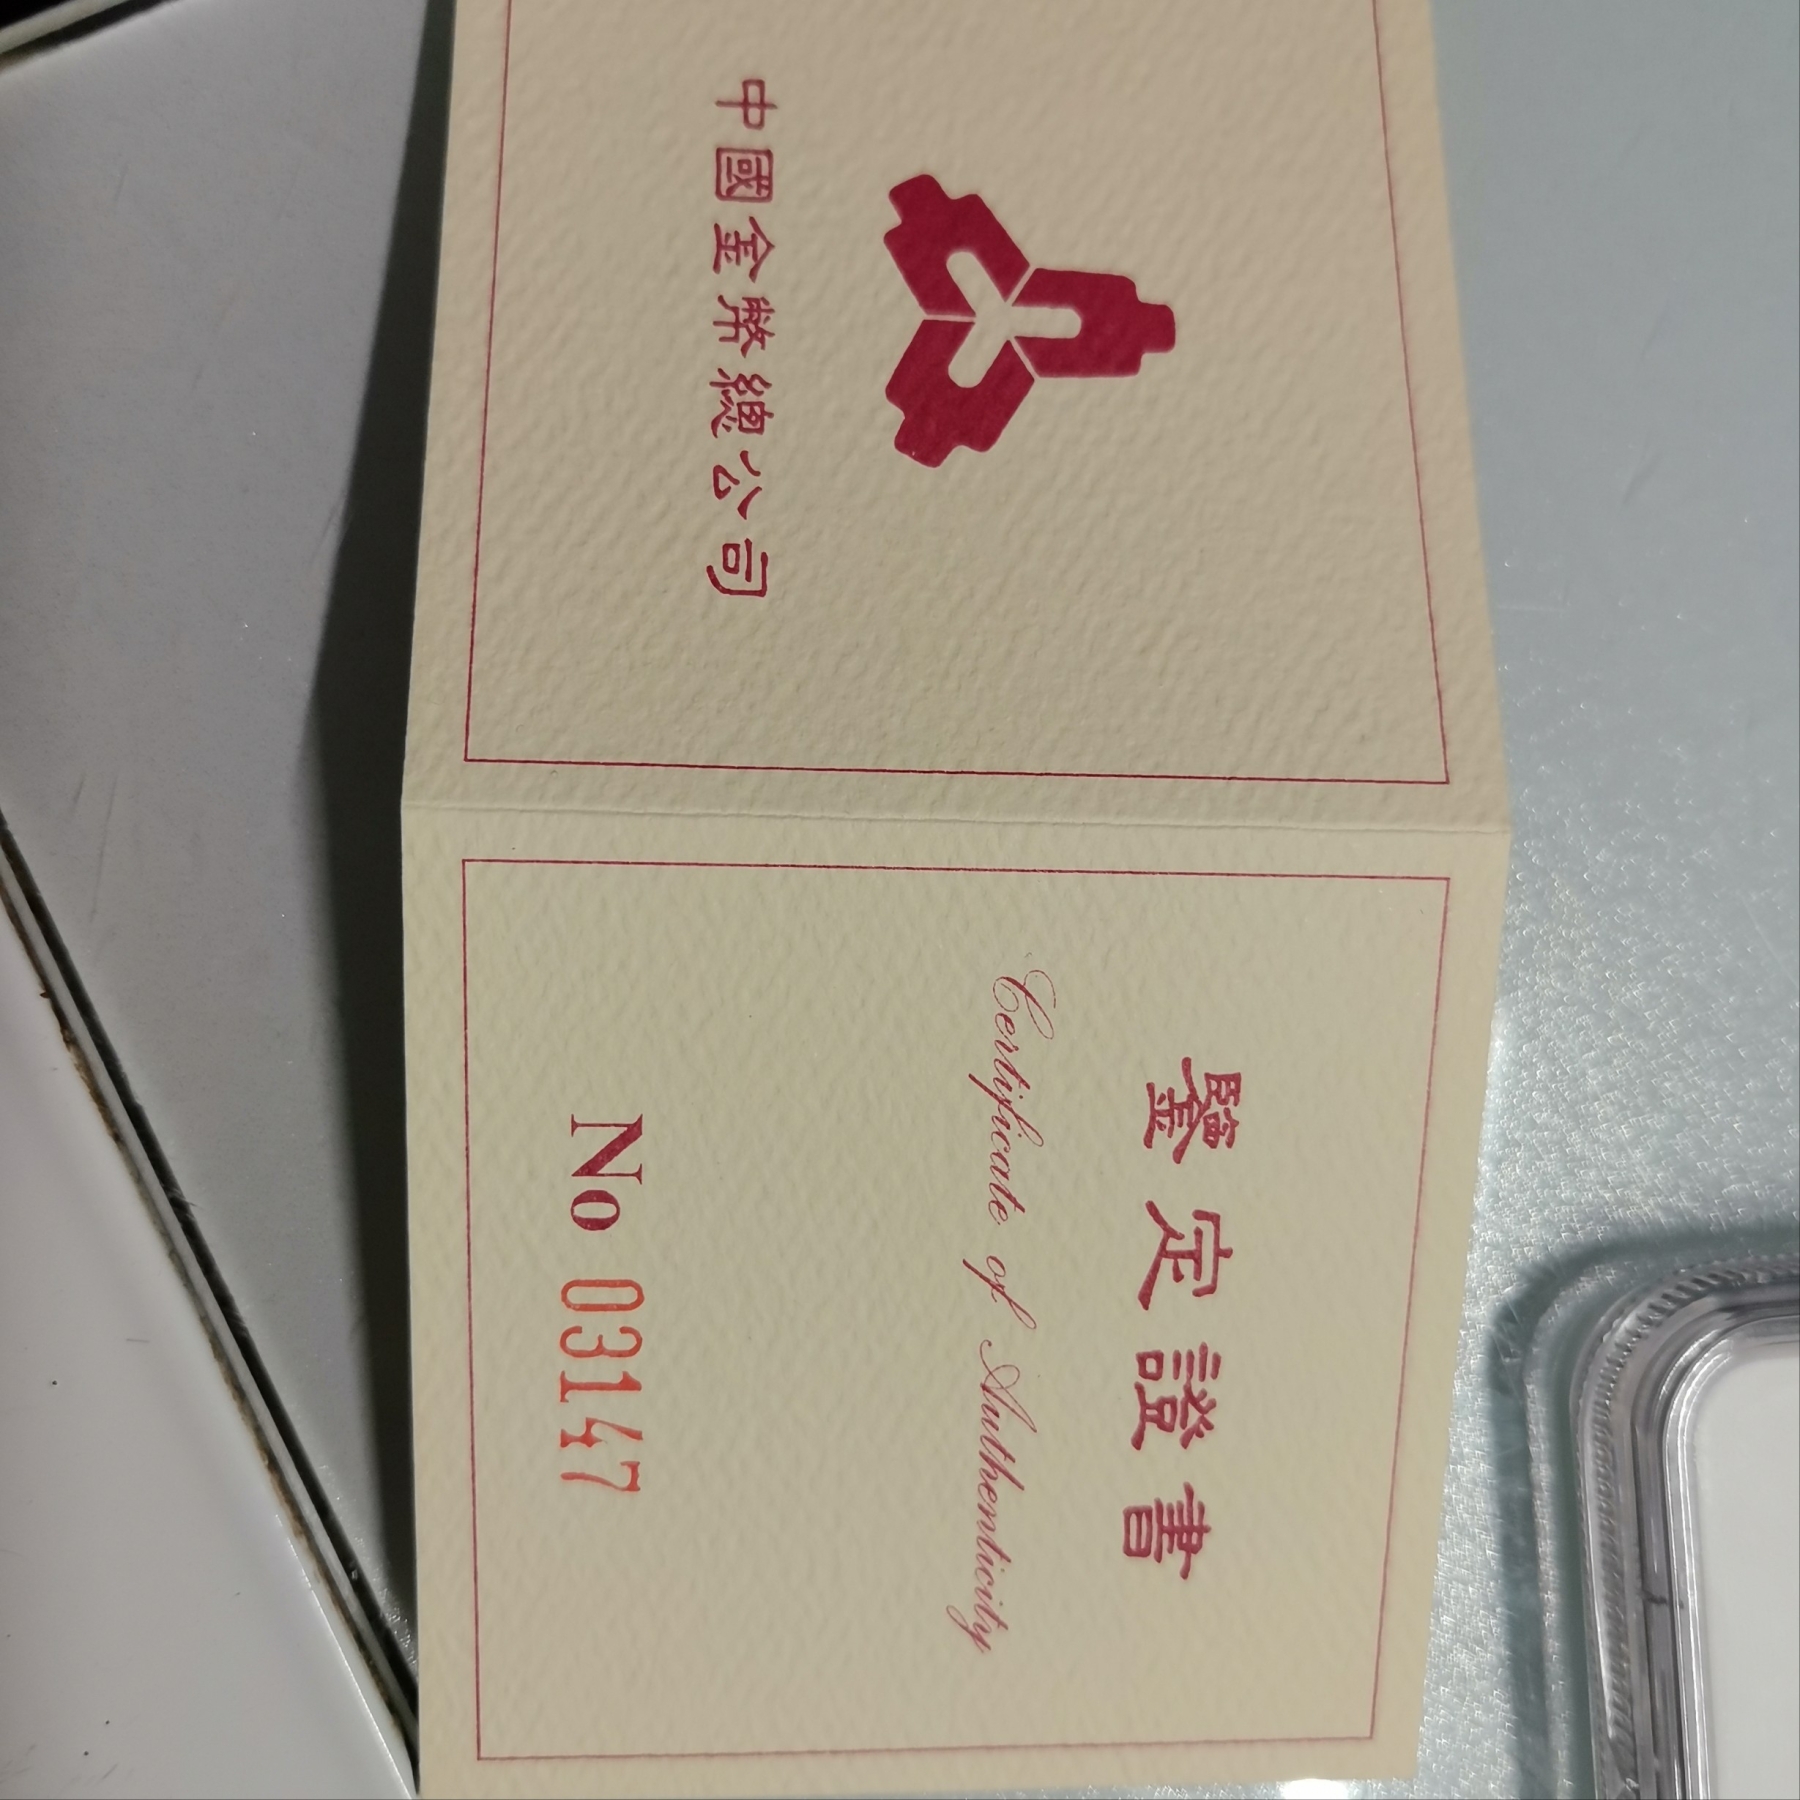 中國金幣總公司
鑒定證書
Certificate of Authenticity
No 03147